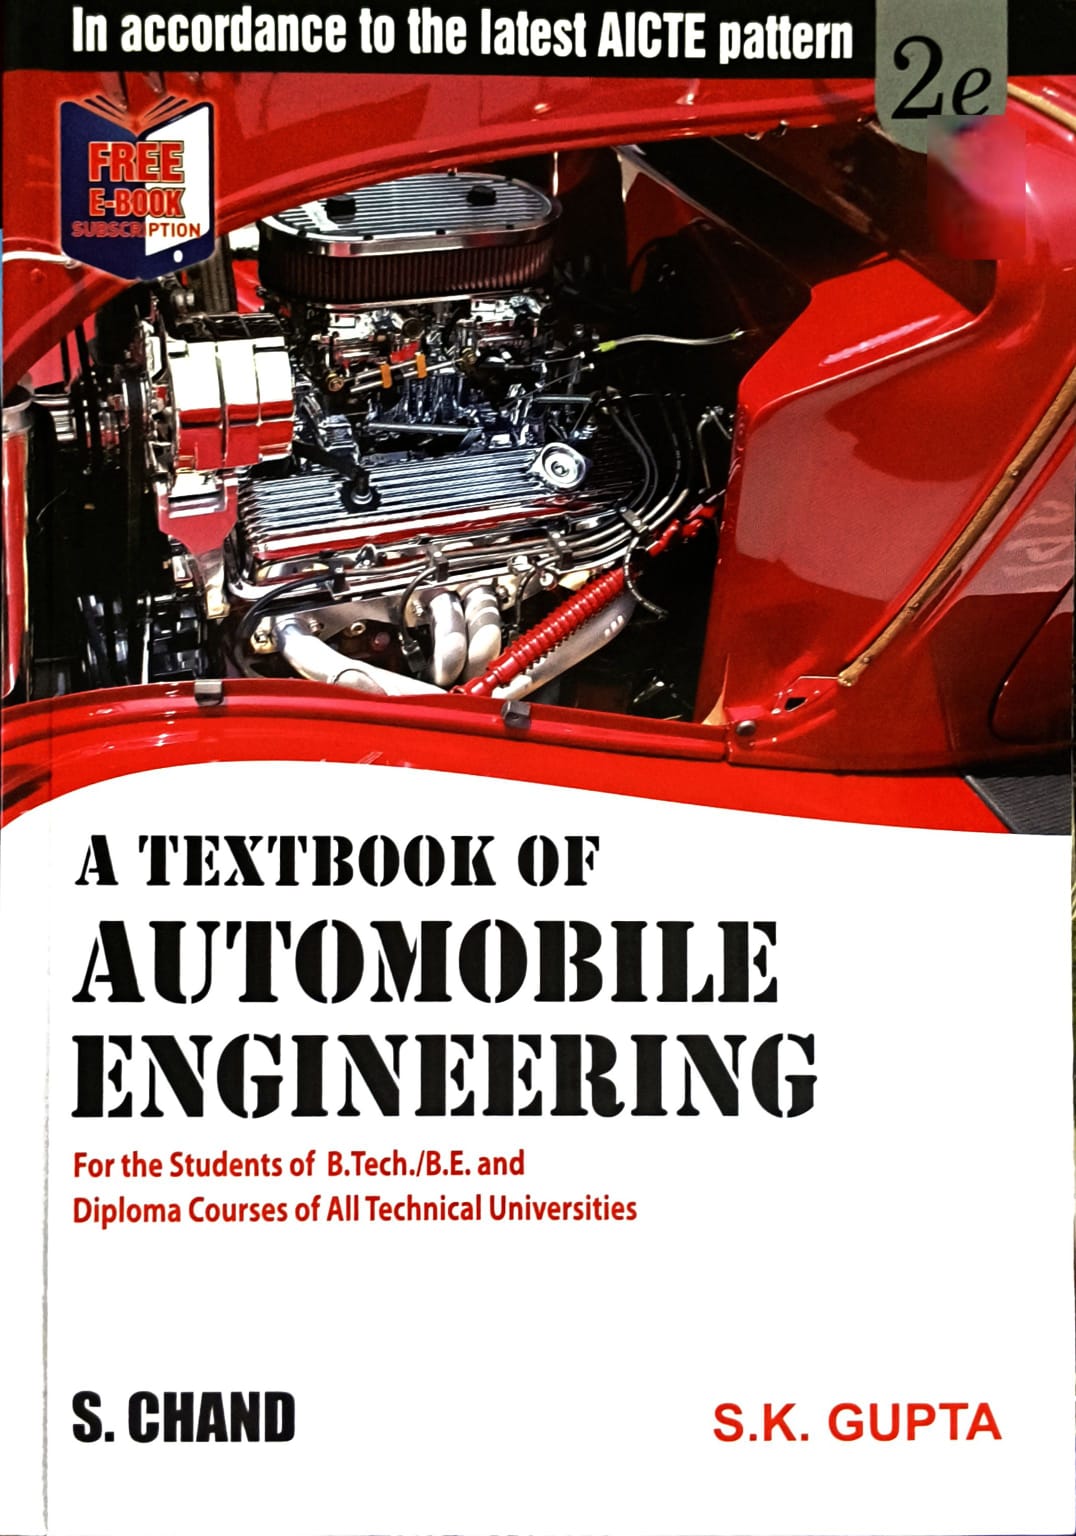 In accordance to the latest AICTE pattern
2e
FREE
E-BOOK
SUBSCRIPTION
A TEXTBOOK OF
AUTOMOBILE
ENGINEERING
For the Students of B.Tech./B.E. and
Diploma Courses of All Technical Universities
S. CHAND
S.K. GUPTA